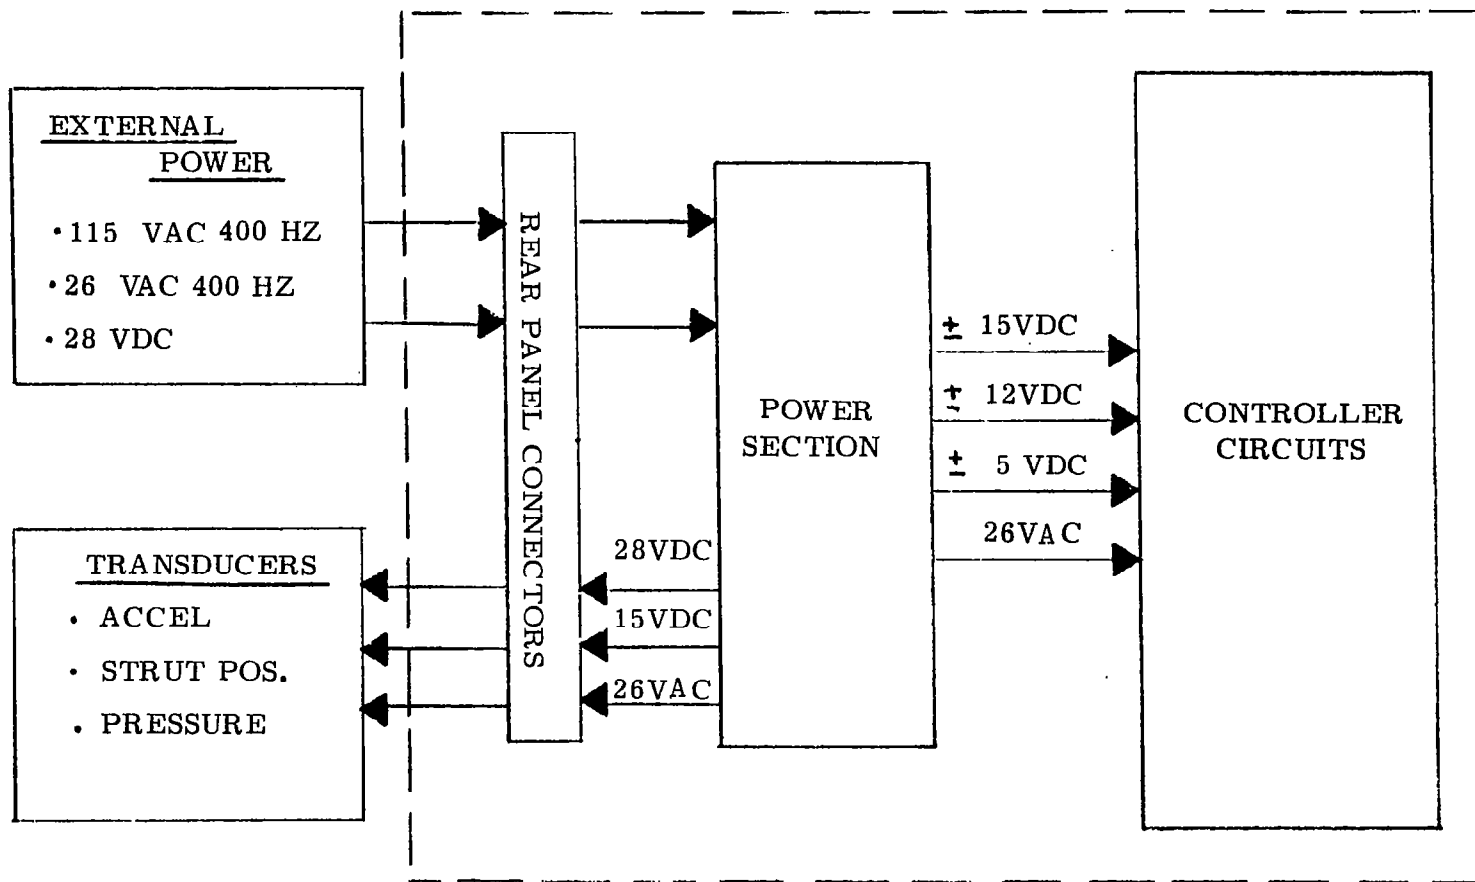 EXTERNAL
POWER
• 115 VAC 400 HZ
• 26 VAC 400 HZ
• 28 VDC
TRANSDUCERS
• ACCEL
• STRUT POS.
• PRESSURE
REAR PANEL CONNECTORS
28VDC
15VDC
26VAC
POWER
SECTION
± 15VDC
± 12VDC
± 5 VDC
26VAC
CONTROLLER
CIRCUITS